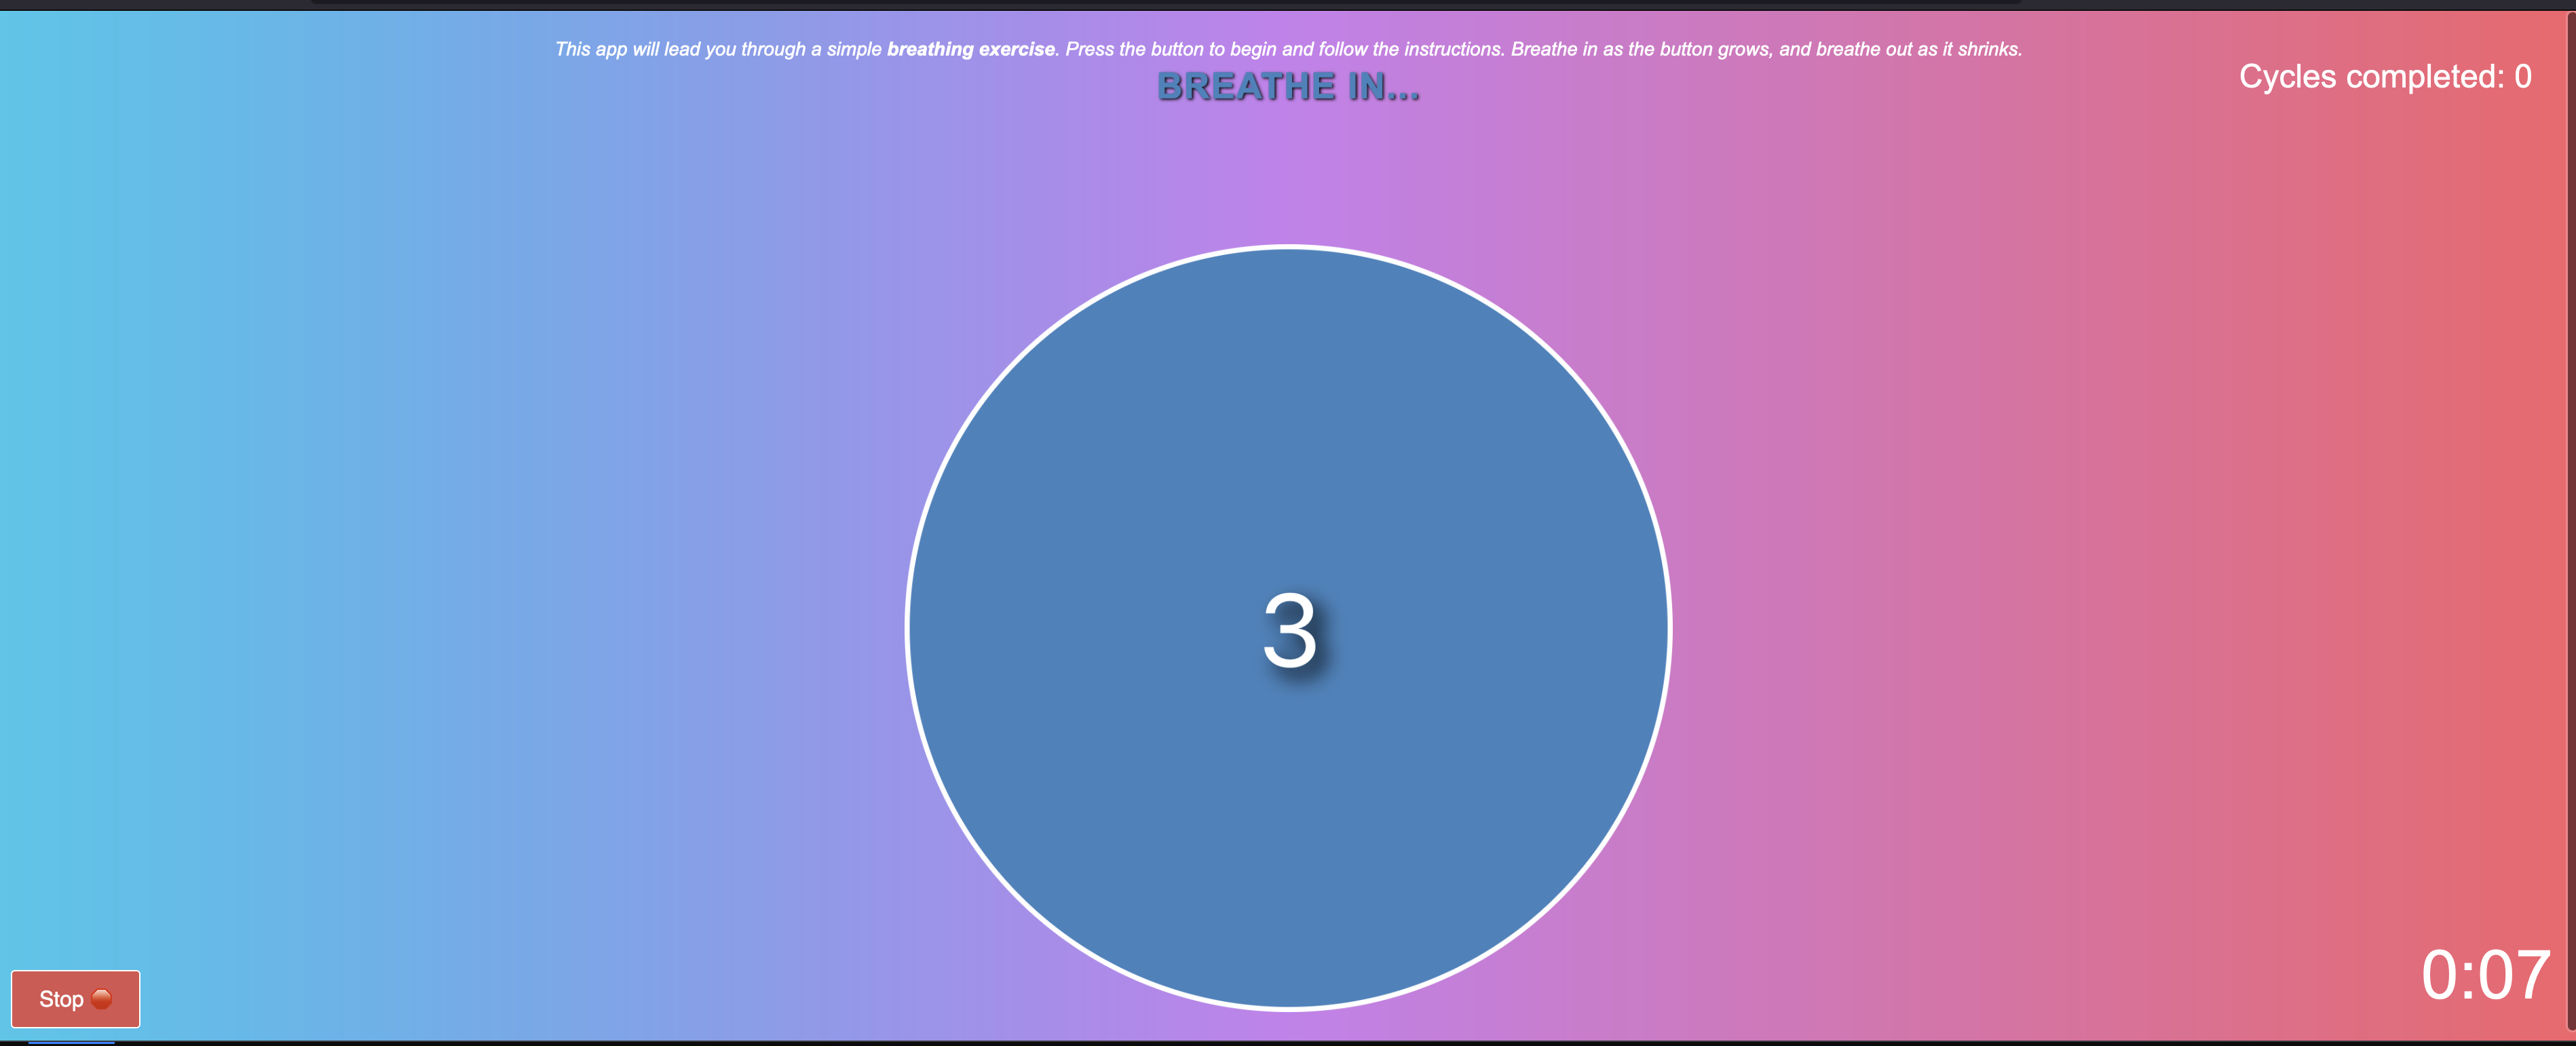 This app will lead you through a simple breathing exercise. Press the button to begin and follow the instructions. Breathe in as the button grows, and breathe out as it shrinks.
BREATHE IN...
Cycles completed: 0
3
Stop 🛑
0:07